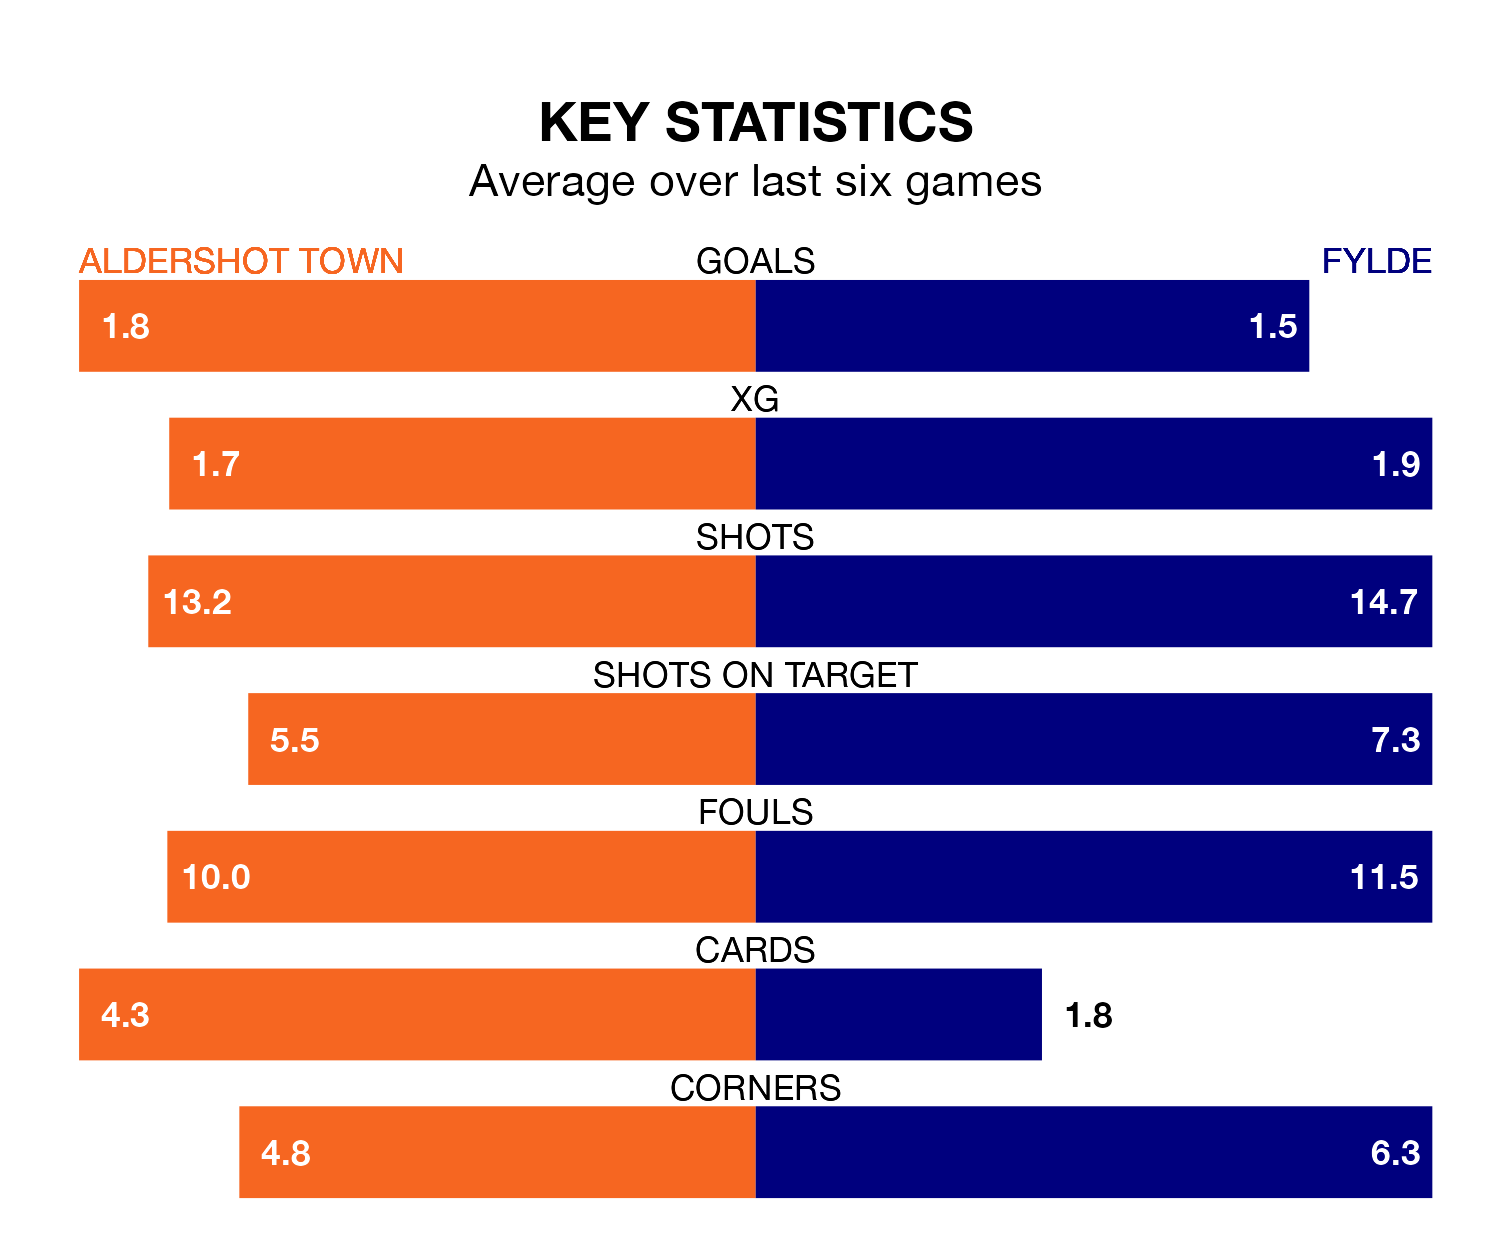 KEY STATISTICS
Average over last six games
ALDERSHOT TOWN GOALS FYLDE
1.8 1.5
XG
1.7 1.9
SHOTS
13.2 14.7
SHOTS ON TARGET
5.5 7.3
FOULS
10.0 11.5
CARDS
4.3 1.8
CORNERS
4.8 6.3